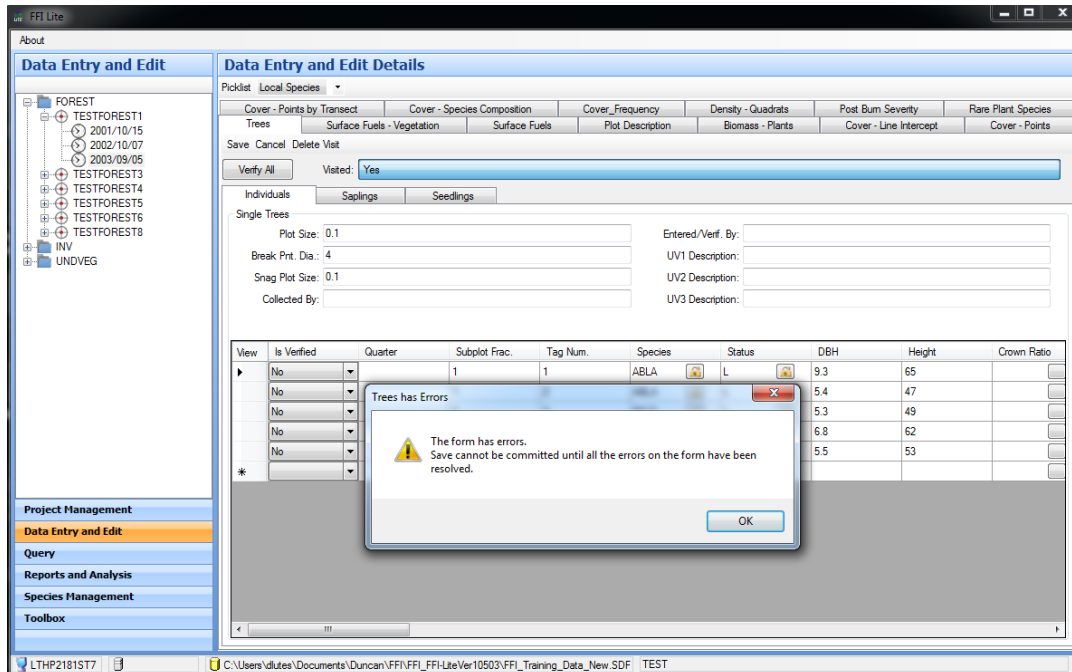 FFI Lite
About
Data Entry and Edit
FOREST
TESTFOREST1
2001/10/15
2002/10/07
2003/09/05
TESTFOREST3
TESTFOREST4
TESTFOREST5
TESTFOREST6
TESTFOREST8
INV
UNDVEG
Project Management
Data Entry and Edit
Query
Reports and Analysis
Species Management
Toolbox
Data Entry and Edit Details
Picklist Local Species
Cover - Points by Transect Cover - Species Composition Cover_Frequency Density - Quadrats Post Burn Severity Rare Plant Species
Trees Surface Fuels - Vegetation Surface Fuels Plot Description Biomass - Plants Cover - Line Intercept Cover - Points
Save Cancel Delete Visit
Verify All Visited: Yes
Individuals Saplings Seedlings
Single Trees
Plot Size: 0.1 Entered/Verif. By:
Break Pnt. Dia.: 4 UV1 Description:
Snag Plot Size: 0.1 UV2 Description:
Collected By: UV3 Description:
View Is Verified Quarter Subplot Frac. Tag Num. Species Status DBH Height Crown Ratio
No 1 1 ABLA L 9.3 65
No 5.4 47
No 5.3 49
No 6.8 62
No 5.5 53
Trees has Errors
The form has errors.
Save cannot be committed until all the errors on the form have been
resolved.
OK
LTHP2181ST7 C:\Users\dlutes\Documents\Duncan\FFI\FFI_FFI-LiteVer10503\FFI_Training_Data_New.SDF TEST